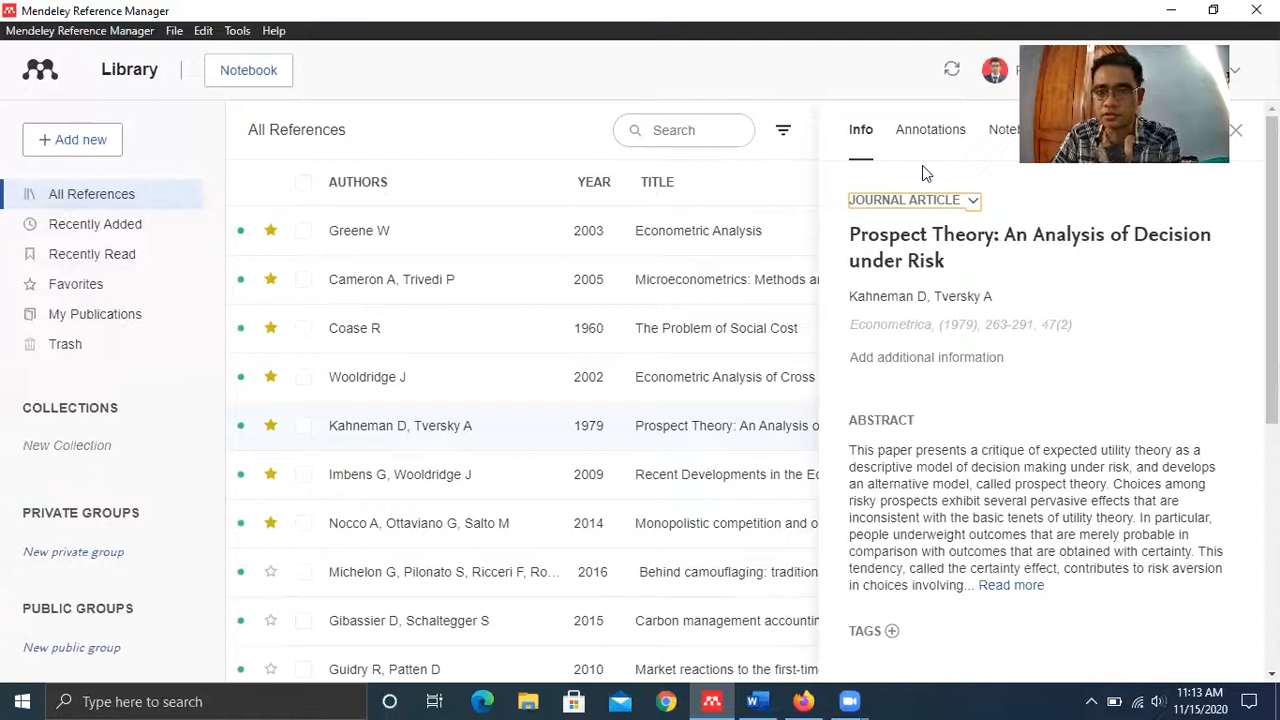 Mendeley Reference Manager
Mendeley Reference Manager File Edit Tools Help
Library Notebook
+ Add new
All References
Recently Added
Recently Read
Favorites
My Publications
Trash
COLLECTIONS
New Collection
PRIVATE GROUPS
New private group
PUBLIC GROUPS
New public group
All References Search
AUTHORS YEAR TITLE
Greene W 2003 Econometric Analysis
Cameron A, Trivedi P 2005 Microeconometrics: Methods
Coase R 1960 The Problem of Social Cost
Wooldridge J 2002 Econometric Analysis of Cross
Kahneman D, Tversky A 1979 Prospect Theory: An Analysis
Imbens G, Wooldridge J 2009 Recent Developments in the
Nocco A, Ottaviano G, Salto M 2014 Monopolistic competition and
Michelon G, Pilonato S, Ricceri F, Ro... 2016 Behind camouflaging:
Gibassier D, Schaltegger S 2015 Carbon management
Guidry R, Patten D 2010 Market reactions to the
Info Annotations
JOURNAL ARTICLE
Prospect Theory: An Analysis of Decision
under Risk
Kahneman D, Tversky A
Econometrica, (1979), 263-291, 47(2)
Add additional information
ABSTRACT
This paper presents a critique of expected utility theory as a
descriptive model of decision making under risk, and develops
an alternative model, called prospect theory. Choices among
risky prospects exhibit several pervasive effects that are
inconsistent with the basic tenets of utility theory. In particular,
people underweight outcomes that are merely probable in
comparison with outcomes that are obtained with certainty. This
tendency, called the certainty effect, contributes to risk aversion
in choices involving... Read more
TAGS
Type here to search
11:13 AM
11/15/2020